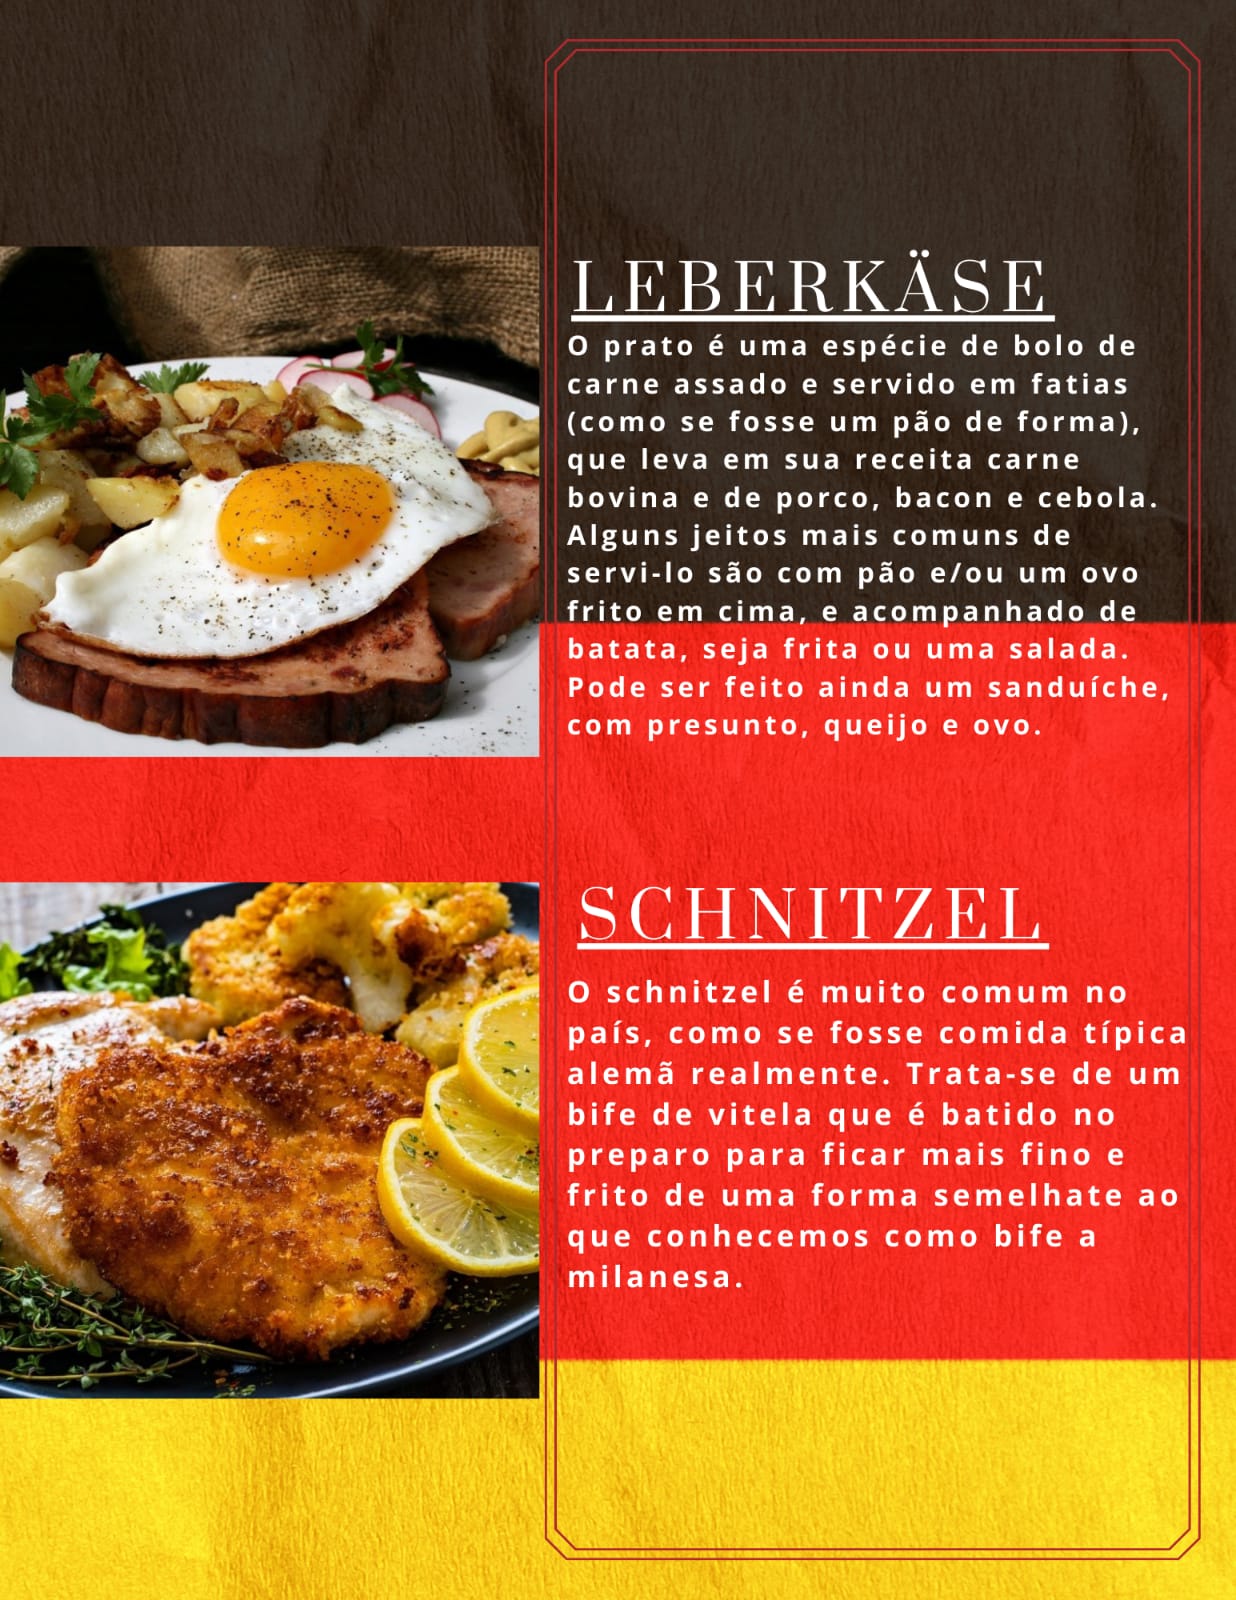 LEBERKÄSE
O prato é uma espécie de bolo de
carne assado e servido em fatias
(como se fosse um pão de forma),
que leva em sua receita carne
bovina e de porco, bacon e cebola.
Alguns jeitos mais comuns de
servi-lo são com pão e/ou um ovo
frito em cima, e acompanhado de
batata, seja frita ou uma salada.
Pode ser feito ainda um sanduíche,
com presunto, queijo e ovo.
SCHNITZEL
O schnitzel é muito comum no
país, como se fosse comida típica
alemã realmente. Trata-se de um
bife de vitela que é batido no
preparo para ficar mais fino e
frito de uma forma semelhate ao
que conhecemos como bife a
milanesa.